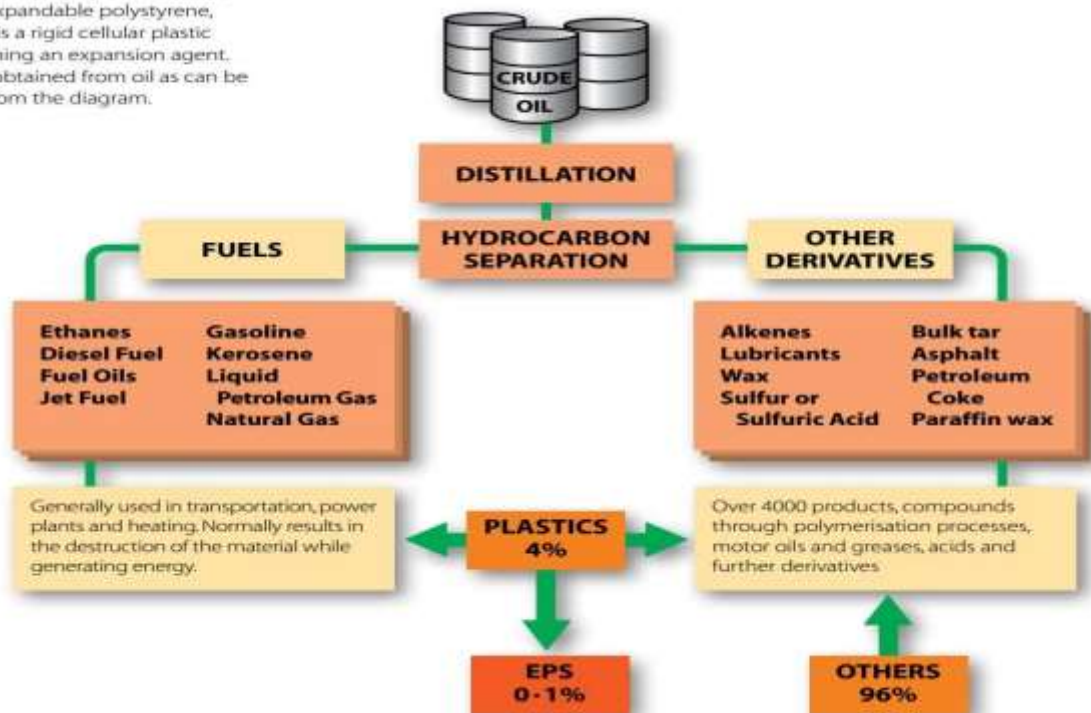 xpandable polystyrene,
s a rigid cellular plastic
ning an expansion agent.
btained from oil as can be
om the diagram.
CRUDE
OIL
DISTILLATION
FUELS
HYDROCARBON
SEPARATION
OTHER
DERIVATIVES
Ethanes
Diesel Fuel
Fuel Oils
Jet Fuel
Gasoline
Kerosene
Liquid
Petroleum Gas
Natural Gas
Alkenes
Lubricants
Wax
Sulfur or
Sulfuric Acid
Bulk tar
Asphalt
Petroleum
Coke
Paraffin wax
Generally used in transportation, power
plants and heating. Normally results in
the destruction of the material while
generating energy.
PLASTICS
4%
Over 4000 products, compounds
through polymerisation processes,
motor oils and greases, acids and
further derivatives
EPS
0·1%
OTHERS
96%